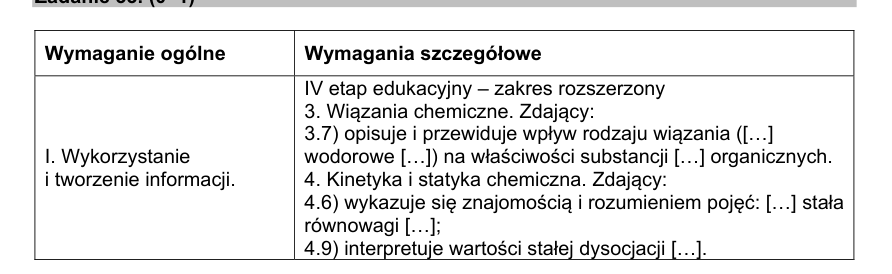 Wymaganie ogólne
Wymagania szczegółowe
I. Wykorzystanie
i tworzenie informacji.
IV etap edukacyjny – zakres rozszerzony
3. Wiązania chemiczne. Zdający:
3.7) opisuje i przewiduje wpływ rodzaju wiązania ([…]
wodorowe […]) na właściwości substancji […] organicznych.
4. Kinetyka i statyka chemiczna. Zdający:
4.6) wykazuje się znajomością i rozumieniem pojęć: […] stała
równowagi […];
4.9) interpretuje wartości stałej dysocjacji […].